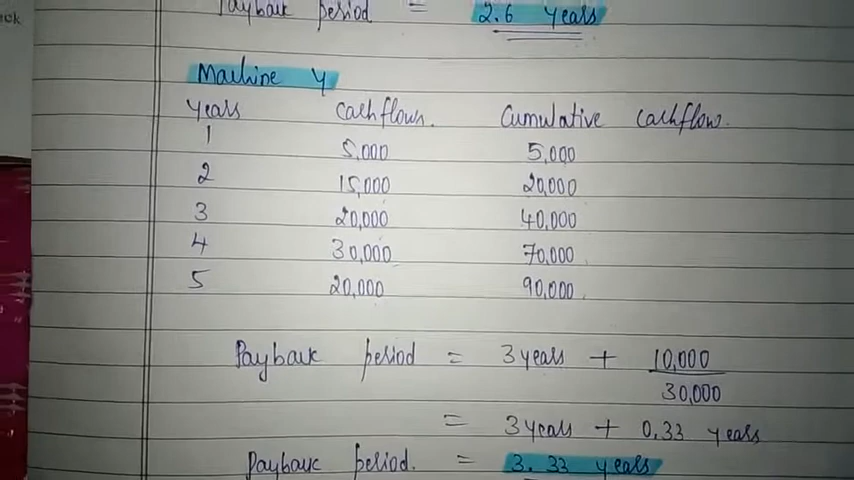 eck
Payback period = 2.6 years
Machine Y
Years Cashflows. Cumulative cashflow.
1 5,000 5,000
2 15,000 20,000
3 20,000 40,000
4 30,000 70,000
5 20,000 90,000
Payback period = 3 years + 10,000
30,000
= 3 years + 0.33 years
Payback period. = 3.33 years